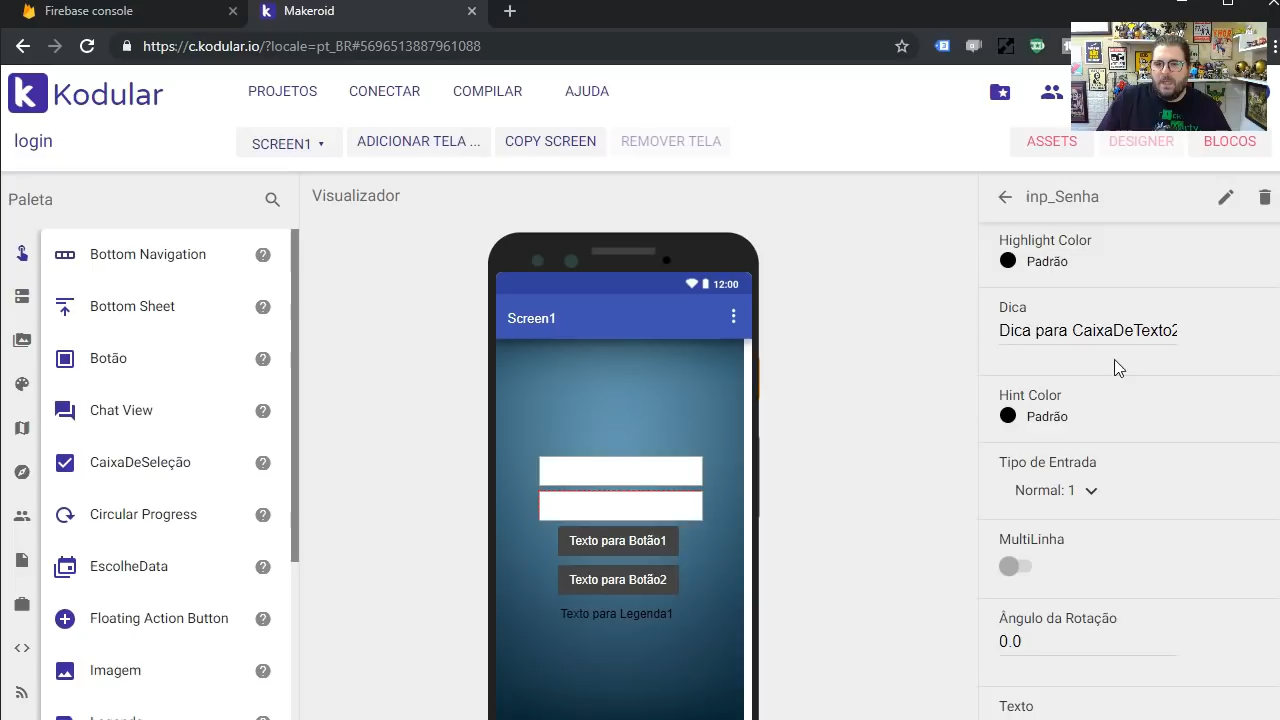 Firebase console
Makeroid
https://c.kodular.io/?locale=pt_BR#5696513887961088
Kodular
PROJETOS
CONECTAR
COMPILAR
AJUDA
login
SCREEN1
ADICIONAR TELA ...
COPY SCREEN
REMOVER TELA
ASSETS
DESIGNER
BLOCOS
Paleta
Visualizador
inp_Senha
Bottom Navigation
Bottom Sheet
Botão
Chat View
CaixaDeSeleção
Circular Progress
EscolheData
Floating Action Button
Imagem
12:00
Screen1
Texto para Botão1
Texto para Botão2
Texto para Legenda1
Highlight Color
Padrão
Dica
Dica para CaixaDeTexto2
Hint Color
Padrão
Tipo de Entrada
Normal: 1
MultiLinha
Ângulo da Rotação
0.0
Texto